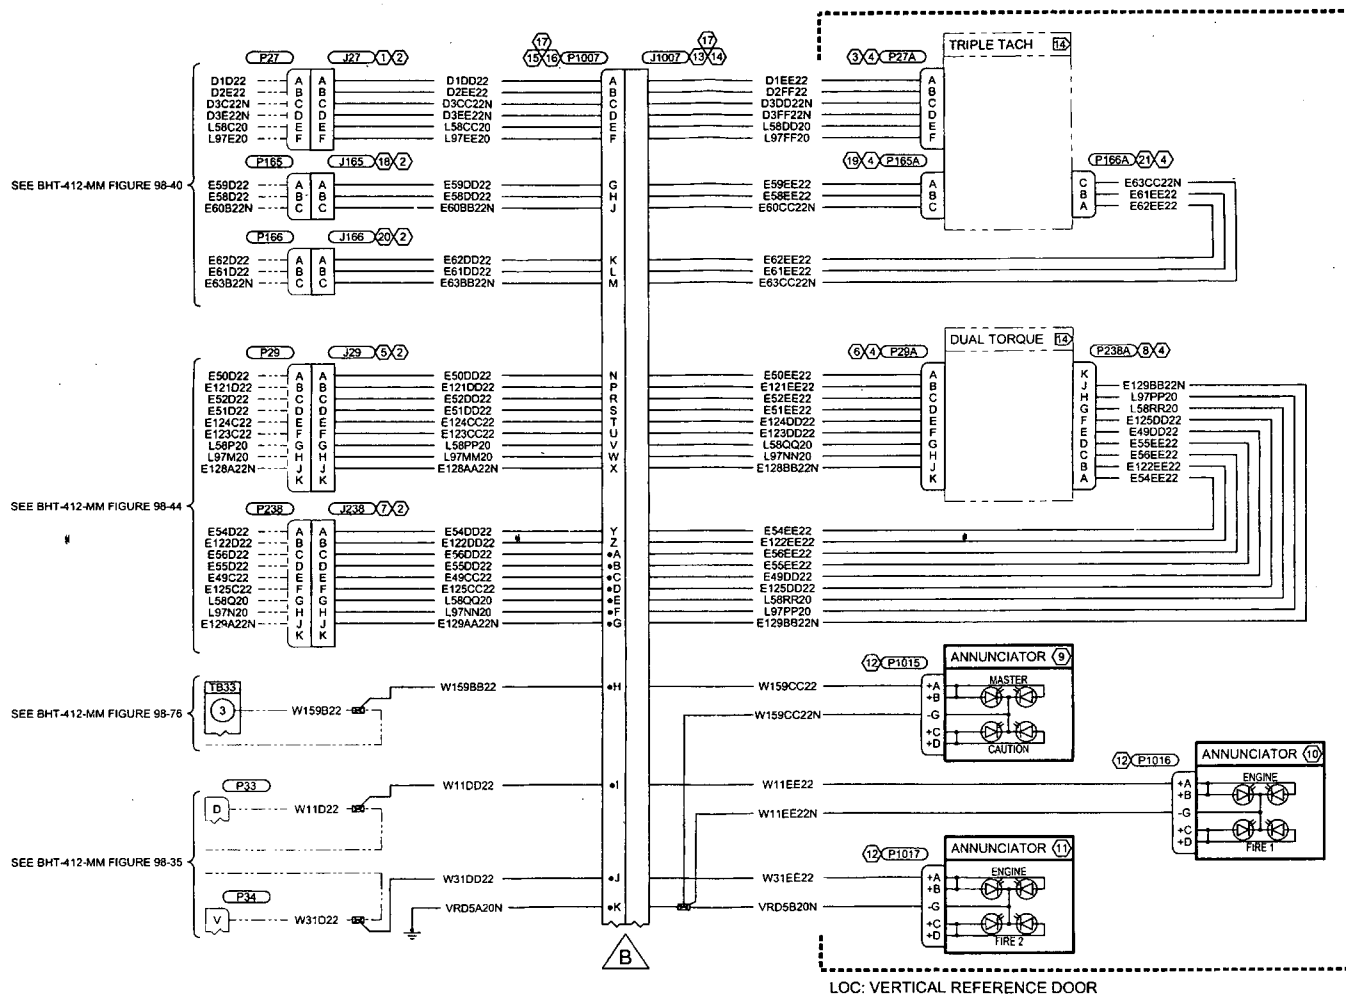 17 17
P27 J27 1 2 15 16 P1007 J1007 13 14 3 4 P27A TRIPLE TACH 14
D1D22 A A D1DD22 A D1EE22 A
D2E22 B B D2EE22 B D2FF22 B
D3C22N C C D3CC22N C D3DD22N C
D3E22N D D D3EE22N D D3FF22N D
L58C20 E E L58CC20 E L58DD20 E
L97E20 F F L97EE20 F L97FF20 F
P165 J165 18 2 19 4 P165A P166A 21 4
SEE BHT-412-MM FIGURE 98-40
E59D22 A A E59DD22 G E59EE22 A C E63CC22N
E58D22 B B E58DD22 H E58EE22 B B E61EE22
E60B22N C C E60BB22N J E60CC22N C A E62EE22
P166 J166 20 2
E62D22 A A E62DD22 K E62EE22
E61D22 B B E61DD22 L E61EE22
E63B22N C C E63BB22N M E63CC22N
P29 J29 5 2 6 4 P29A DUAL TORQUE 14 P238A 8 4
E50D22 A A E50DD22 N E50EE22 A K
E121D22 B B E121DD22 P E121EE22 B J E129BB22N
E52D22 C C E52DD22 R E52EE22 C H L97PP20
E51D22 D D E51DD22 S E51EE22 D G L58RR20
E124C22 E E E124CC22 T E124DD22 E F E125DD22
E123C22 F F E123CC22 U E123DD22 F E E49DD22
L58P20 G G L58PP20 V L58QQ20 G D E55EE22
L97M20 H H L97MM20 W L97NN20 H C E56EE22
E128A22N J J E128AA22N X E128BB22N J B E122EE22
K K K A E54EE22
SEE BHT-412-MM FIGURE 98-44
P238 J238 7 2
E54D22 A A E54DD22 Y E54EE22
E122D22 B B E122DD22 Z E122EE22
E56D22 C C E56DD22 •A E56EE22
E55D22 D D E55DD22 •B E55EE22
E49C22 E E E49CC22 •C E49DD22
E125C22 F F E125CC22 •D E125DD22
L58Q20 G G L58QQ20 •E L58RR20
L97N20 H H L97NN20 •F L97PP20
E129A22N J J E129AA22N •G E129BB22N
K K
12 P1015 ANNUNCIATOR 9
TB33 W159BB22 •H W159CC22 +A MASTER
+B
SEE BHT-412-MM FIGURE 98-76 3 W159B22 W159CC22N -G
+C
+D CAUTION
12 P1016 ANNUNCIATOR 10
P33 W11DD22 •I W11EE22 +A ENGINE
+B
D W11D22 W11EE22N -G
+C
+D FIRE 1
SEE BHT-412-MM FIGURE 98-35
12 P1017 ANNUNCIATOR 11
W31DD22 •J W31EE22 +A ENGINE
+B
P34 VRD5A20N •K VRD5B20N -G
V W31D22 +C
+D FIRE 2
B
LOC: VERTICAL REFERENCE DOOR